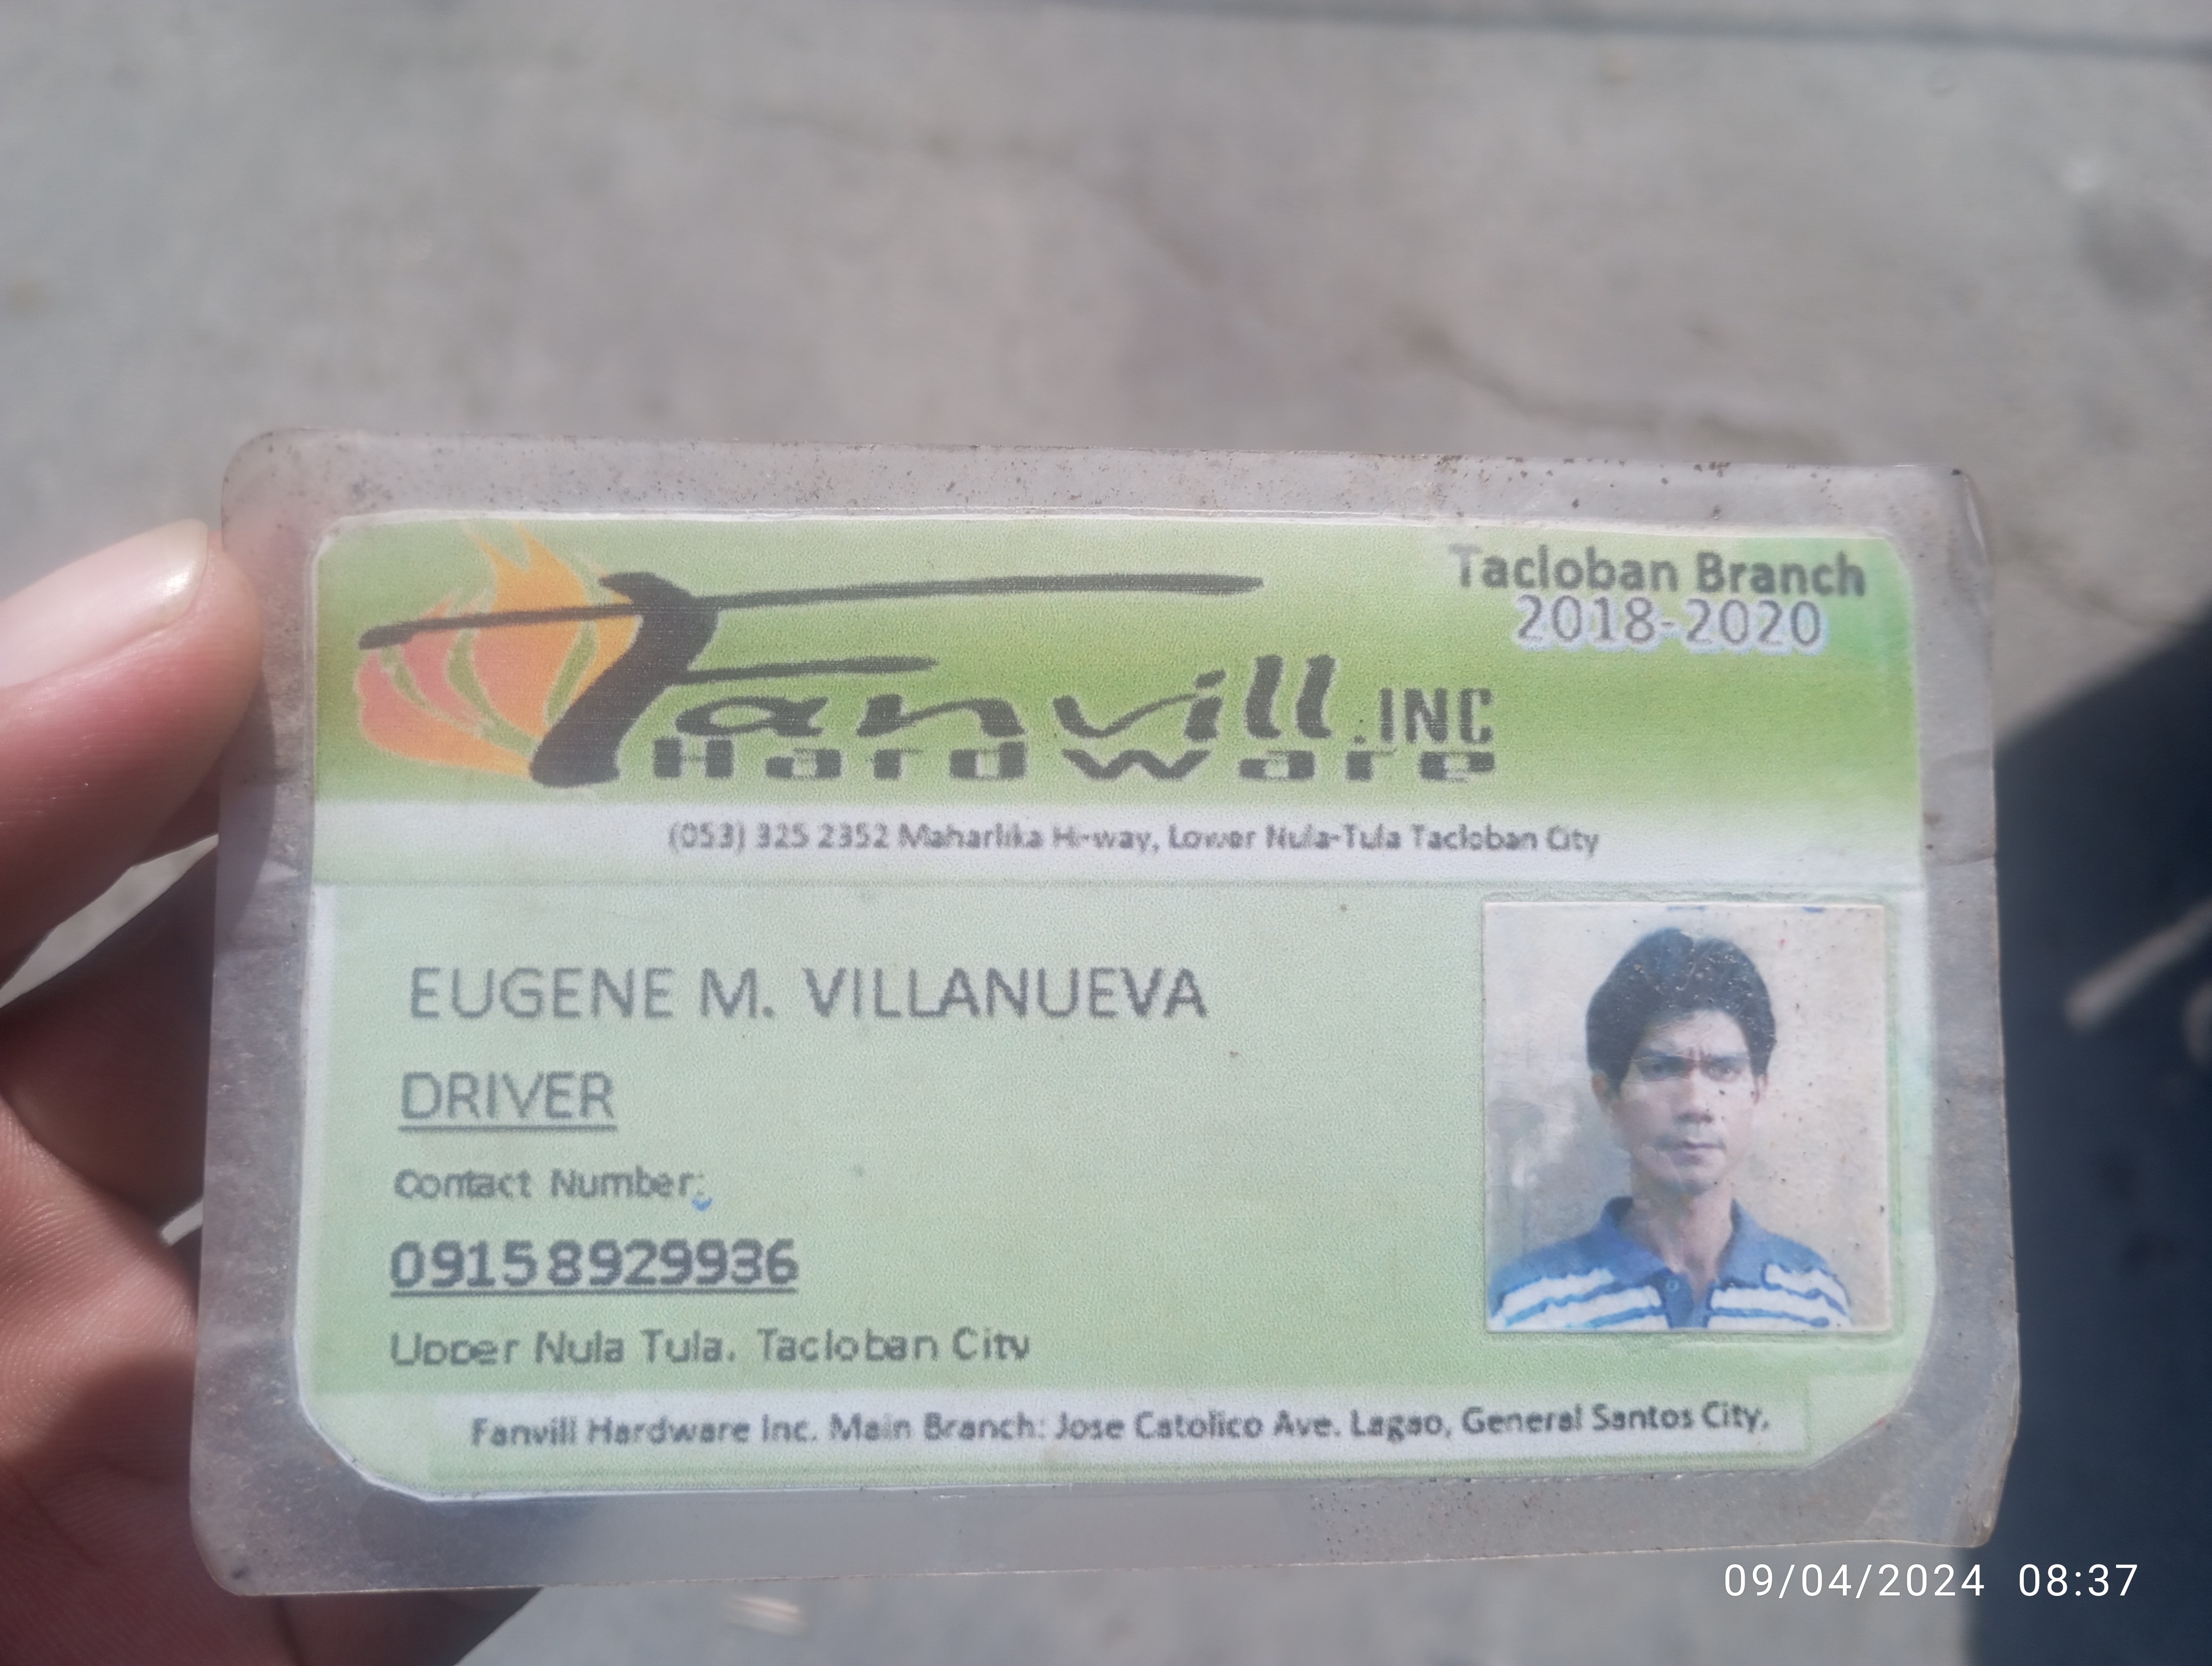 Tacloban Branch
2018-2020
Fanvill .INC
Hardware
(053) 325 2352 Maharlika Hi-way, Lower Nula-Tula Tacloban City
EUGENE M. VILLANUEVA
DRIVER
Contact Number:
09158929936
Upper Nula Tula. Tacloban City
Fanvill Hardware Inc. Main Branch: Jose Catolico Ave. Lagao, General Santos City,
09/04/2024 08:37